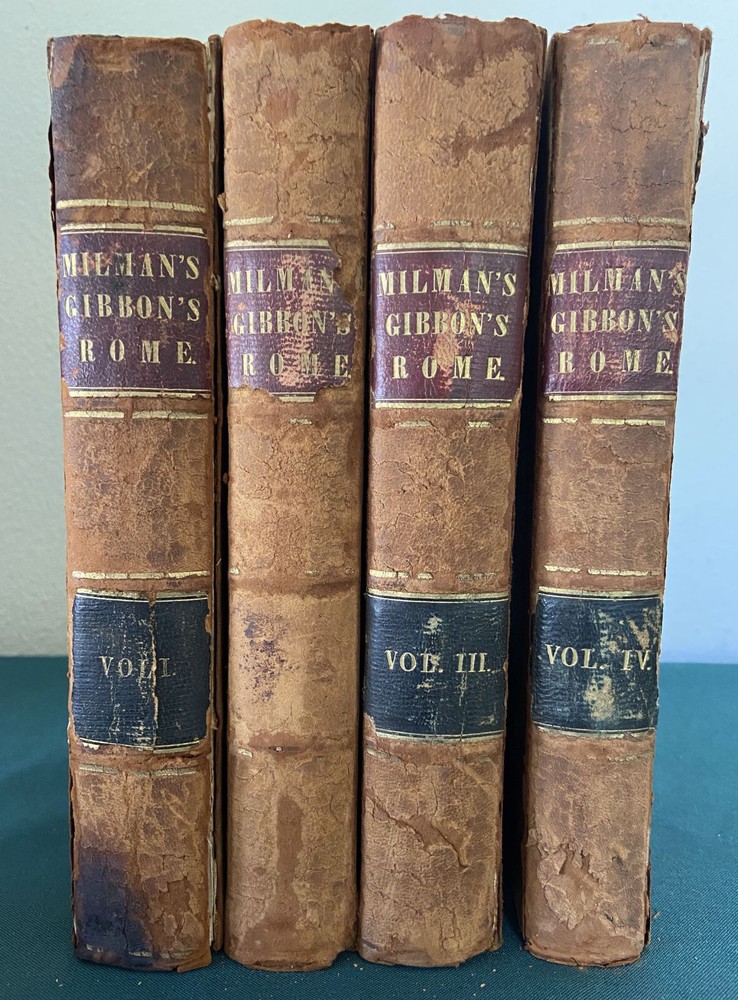 MILMAN'S
GIBBON'S
ROME.
VOL. I.
MILMAN'
GIBBON'S
ROME
MILMAN'S
GIBBON'S
ROME.
VOL. III.
MILMAN'S
GIBBON'S
ROME.
VOL. IV.